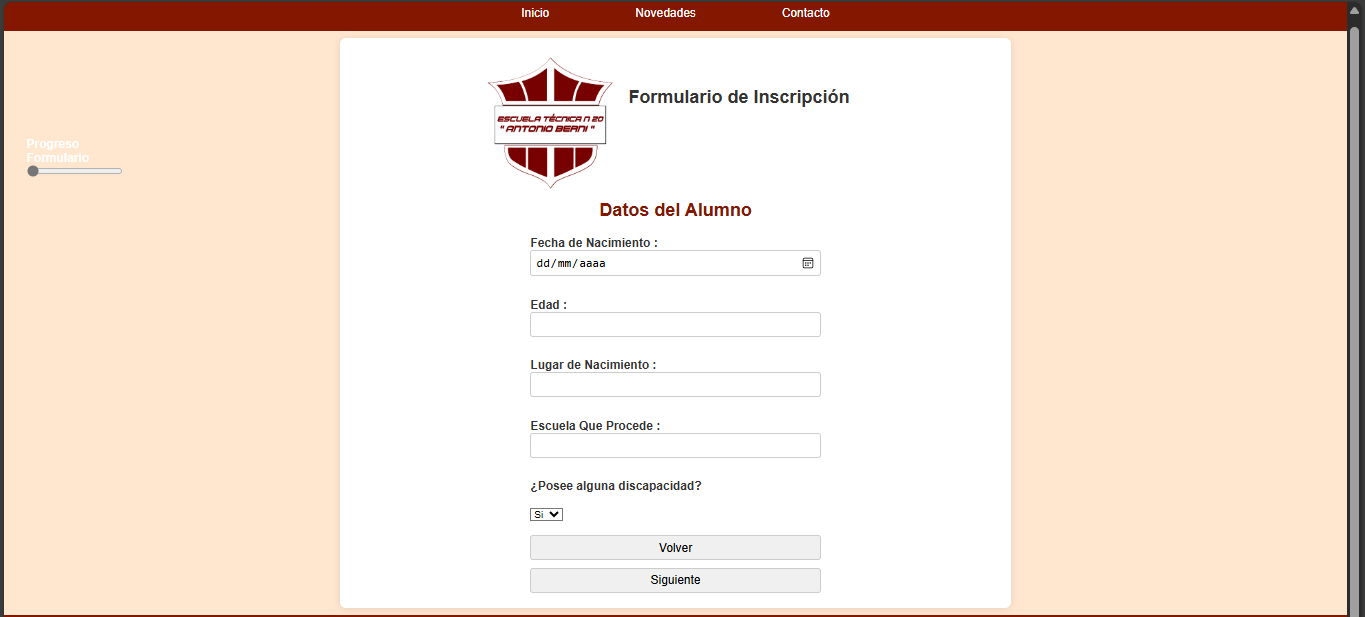 Inicio Novedades Contacto
ESCUELA TÉCNICA N 20
" ANTONIO BERNI "
Formulario de Inscripción
Progreso
Formulario
Datos del Alumno
Fecha de Nacimiento :
dd/mm/aaaa
Edad :
Lugar de Nacimiento :
Escuela Que Procede :
¿Posee alguna discapacidad?
Si
Volver
Siguiente